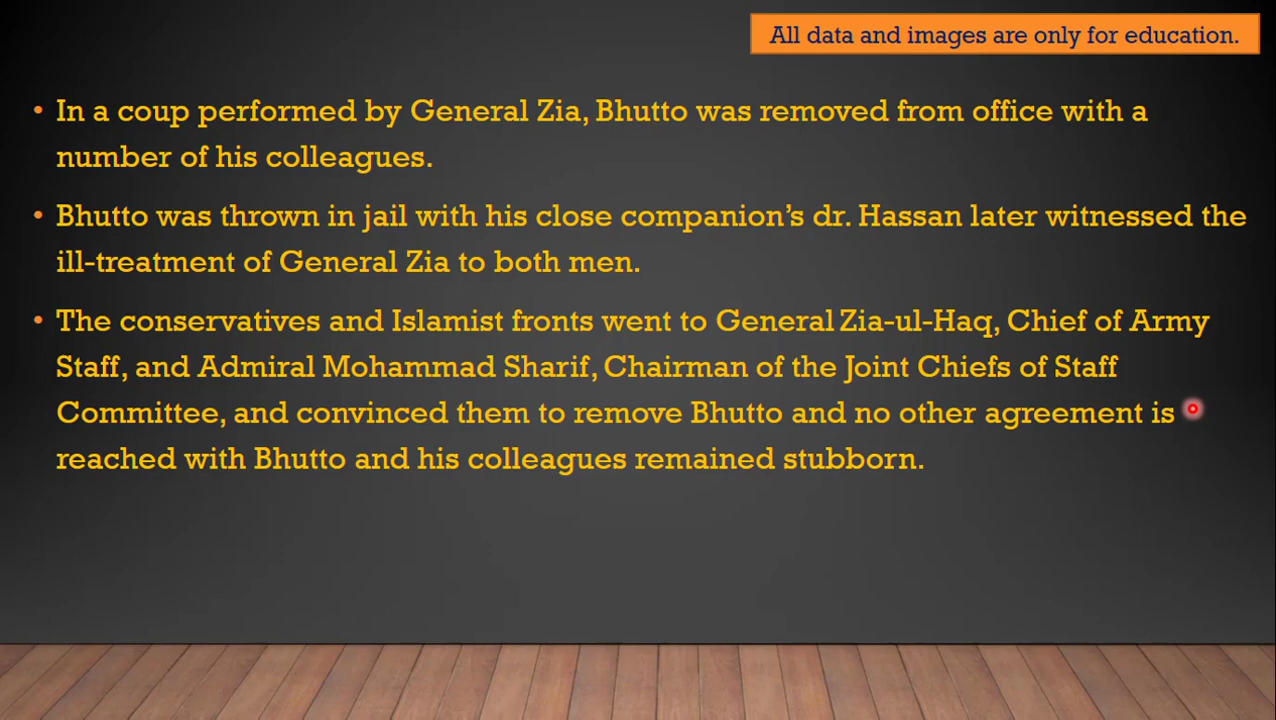 All data and images are only for education.
• In a coup performed by General Zia, Bhutto was removed from office with a
number of his colleagues.
• Bhutto was thrown in jail with his close companion’s dr. Hassan later witnessed the
ill-treatment of General Zia to both men.
• The conservatives and Islamist fronts went to General Zia-ul-Haq, Chief of Army
Staff, and Admiral Mohammad Sharif, Chairman of the Joint Chiefs of Staff
Committee, and convinced them to remove Bhutto and no other agreement is
reached with Bhutto and his colleagues remained stubborn.